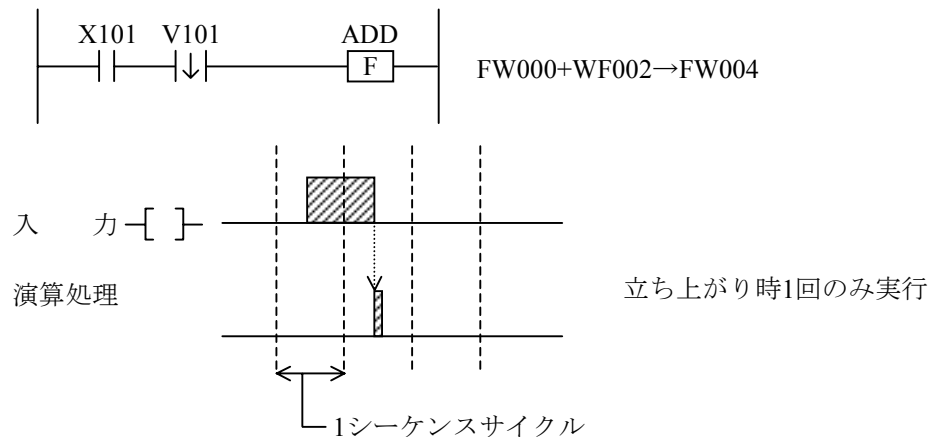 X101 V101 ADD
F
FW000+WF002→FW004
入 力
演算処理
立ち上がり時1回のみ実行
1シーケンスサイクル